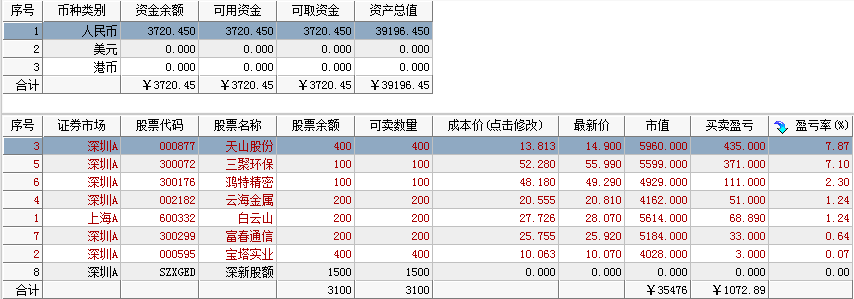 序号 币种类别 资金余额 可用资金 可取资金 资产总值
1 人民币 3720.450 3720.450 3720.450 39196.450
2 美元 0.000 0.000 0.000 0.000
3 港币 0.000 0.000 0.000 0.000
合计 ￥3720.45 ￥3720.45 ￥3720.45 ￥39196.45
序号 证券市场 股票代码 股票名称 股票余额 可卖数量 成本价(点击修改) 最新价 市值 买卖盈亏 盈亏率(%)
3 深圳A 000877 天山股份 400 400 13.813 14.900 5960.000 435.000 7.87
5 深圳A 300072 三聚环保 100 100 52.280 55.990 5599.000 371.000 7.10
6 深圳A 300176 鸿特精密 100 100 48.180 49.290 4929.000 111.000 2.30
4 深圳A 002182 云海金属 200 200 20.555 20.810 4162.000 51.000 1.24
1 上海A 600332 白云山 200 200 27.726 28.070 5614.000 68.890 1.24
7 深圳A 300299 富春通信 200 200 25.755 25.920 5184.000 33.000 0.64
2 深圳A 000595 宝塔实业 400 400 10.063 10.070 4028.000 3.000 0.07
8 深圳A SZXGED 深新股额 1500 1500 0.000 0.000 0.000 0.000 0.00
合计 3100 3100 ￥35476 ￥1072.89